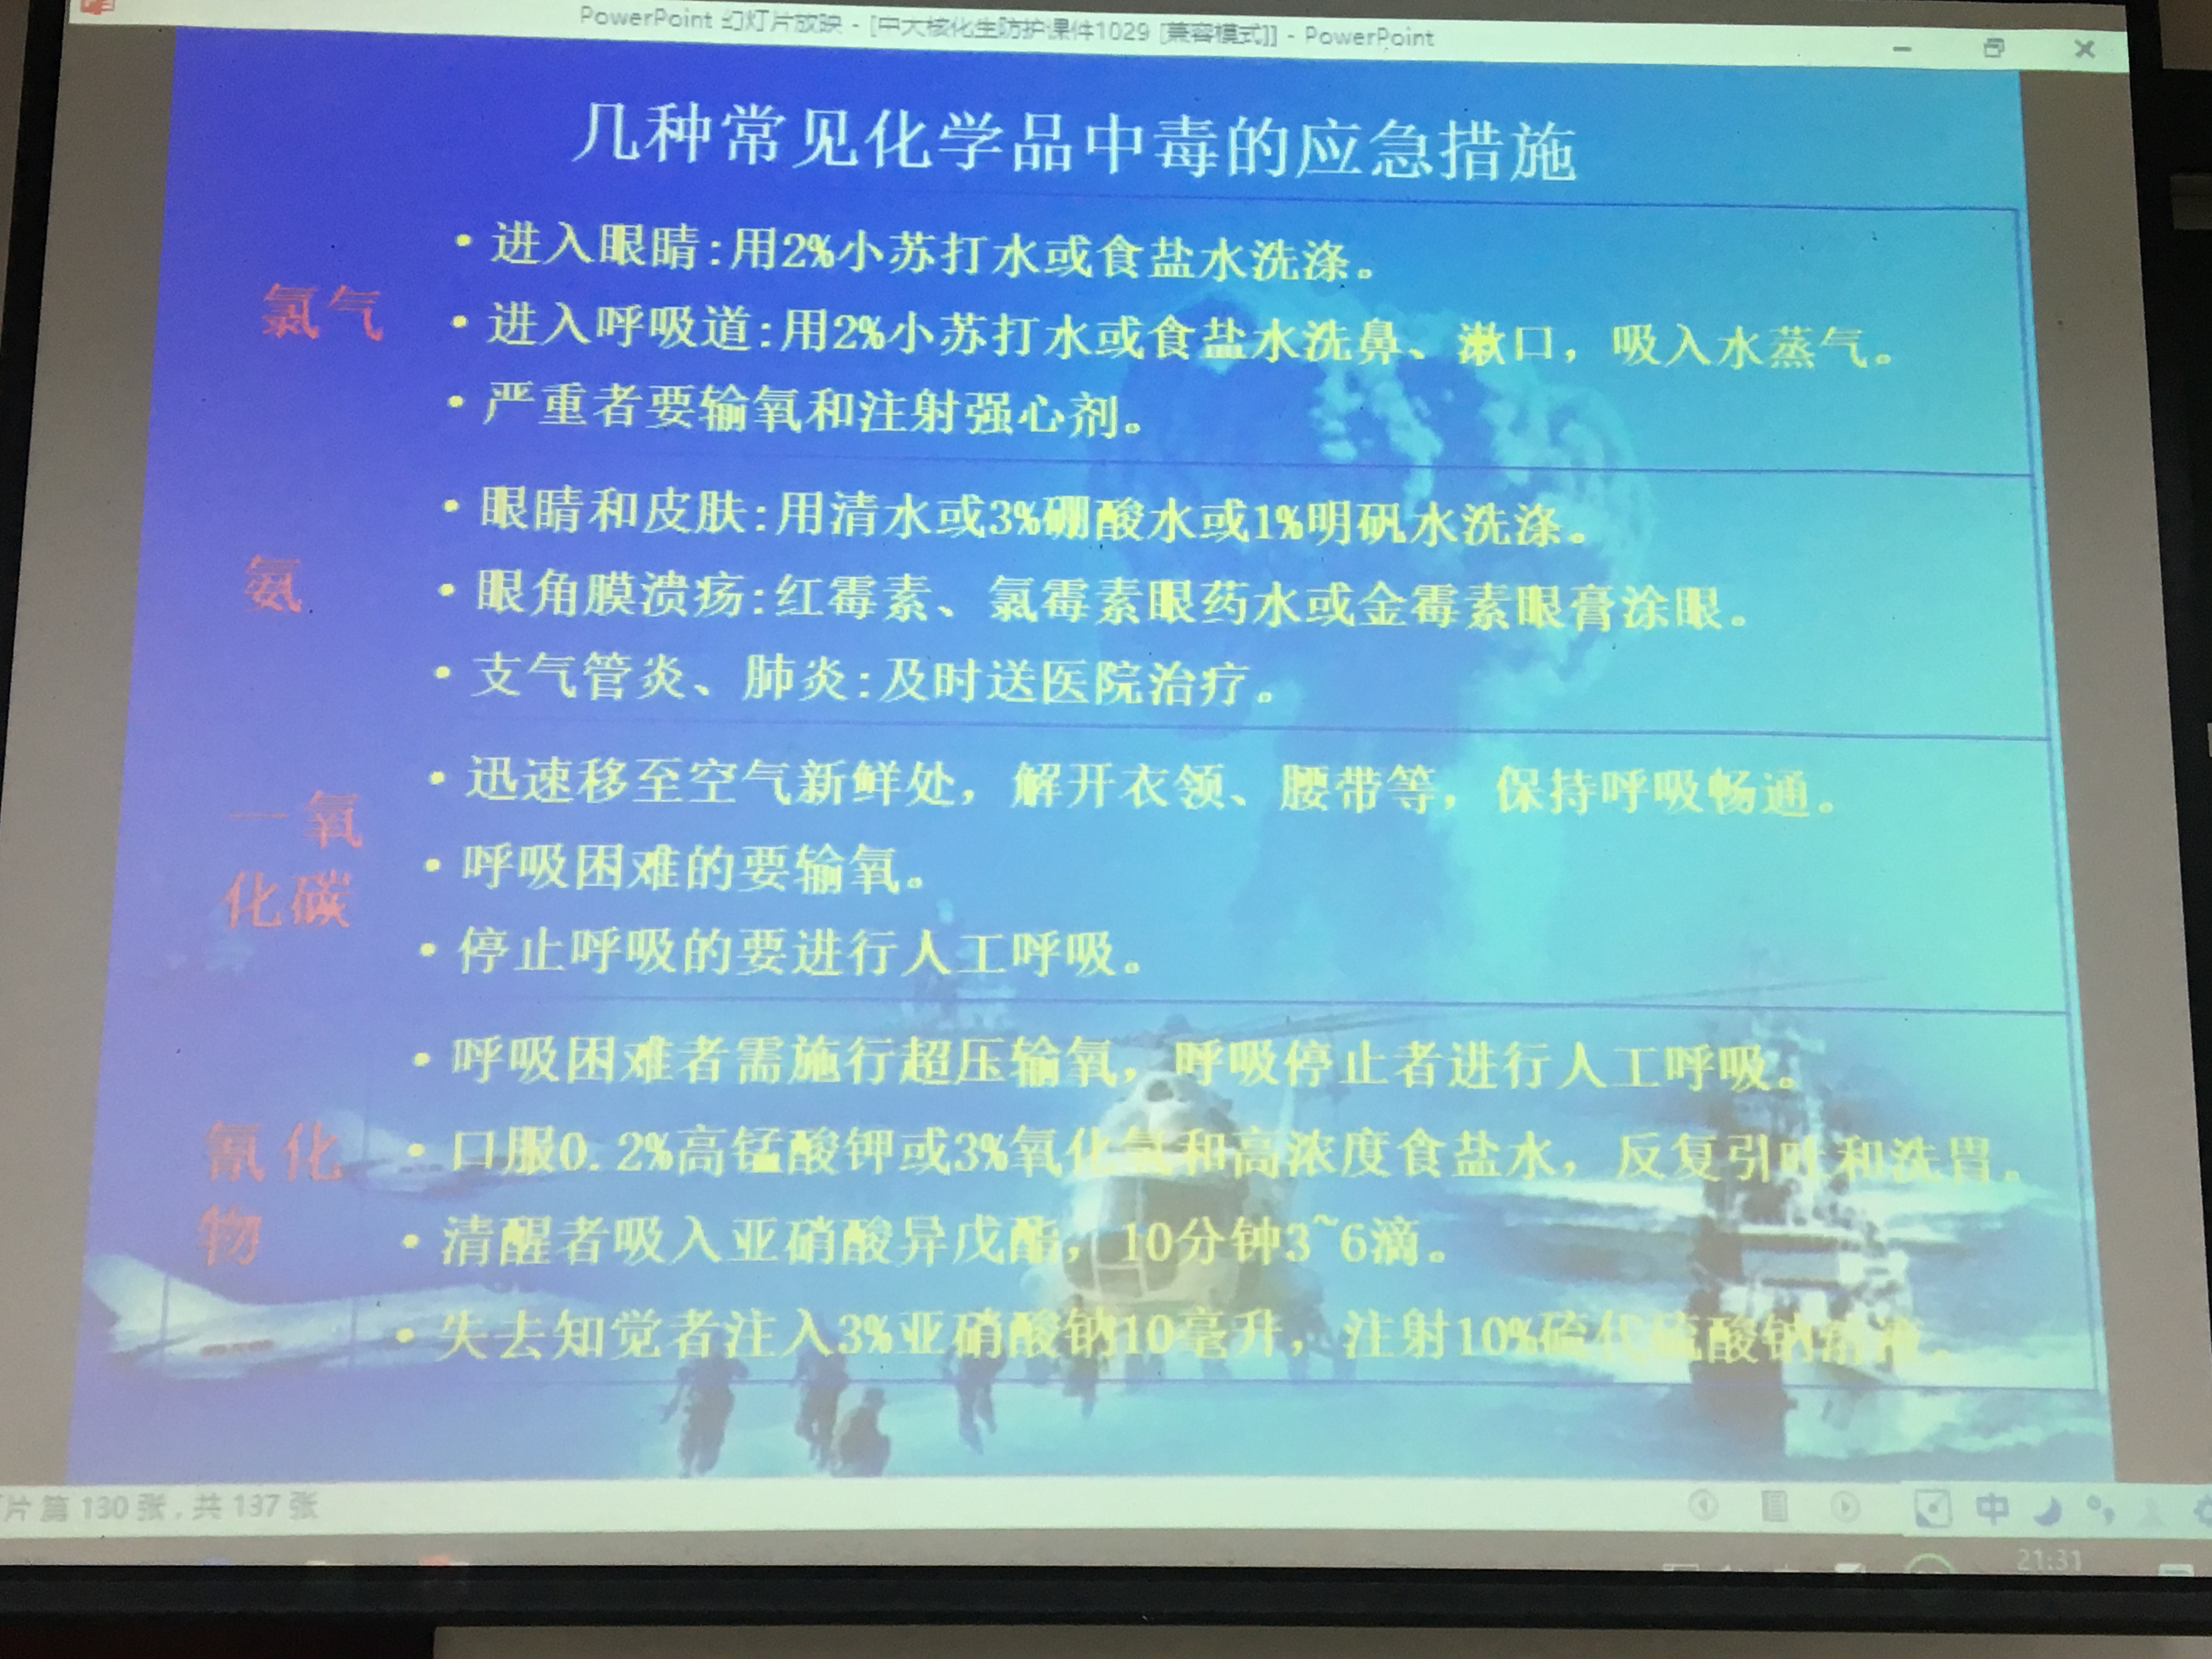 PowerPoint 幻灯片放映 - [中大核化生防护课件1029 [兼容模式]] - PowerPoint
几种常见化学品中毒的应急措施
氯气
• 进入眼睛:用2%小苏打水或食盐水洗涤。
• 进入呼吸道:用2%小苏打水或食盐水洗鼻、漱口，吸入水蒸气。
• 严重者要输氧和注射强心剂。
氨
• 眼睛和皮肤:用清水或3%硼酸水或1%明矾水洗涤。
• 眼角膜溃疡:红霉素、氯霉素眼药水或金霉素眼膏涂眼。
• 支气管炎、肺炎:及时送医院治疗。
一氧
化碳
• 迅速移至空气新鲜处，解开衣领、腰带等，保持呼吸畅通。
• 呼吸困难的要输氧。
• 停止呼吸的要进行人工呼吸。
氰化
物
• 呼吸困难者需施行超压输氧，呼吸停止者进行人工呼吸。
• 口服0.2%高锰酸钾或3%氧化氢和高浓度食盐水，反复引吐和洗胃。
• 清醒者吸入亚硝酸异戊酯，10分钟3~6滴。
• 失去知觉者注入3%亚硝酸钠10毫升，注射10%硫代硫酸钠溶液。
片 第 130 张，共 137 张
中
21:31